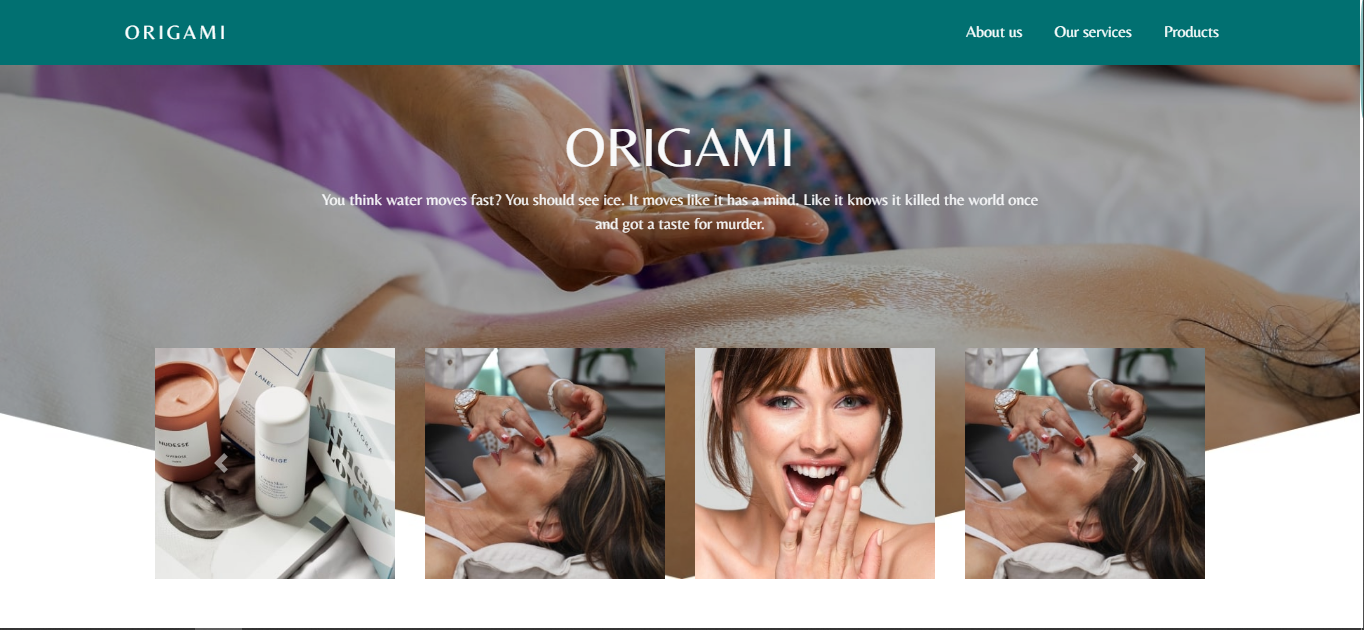 ORIGAMI
About us
Our services
Products
ORIGAMI
You think water moves fast? You should see ice. It moves like it has a mind. Like it knows it killed the world once
and got a taste for murder.
NUDESSE
LANEIGE